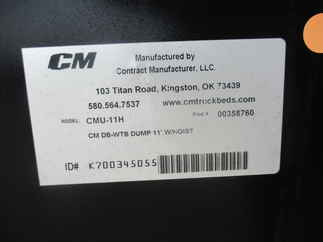 CM
Manufactured by
Contract Manufacturer, LLC.
103 Titan Road, Kingston, OK 73439
580.564.7537 www.cmtruckbeds.com
MODEL: CMU-11H 00358760
CM DB-WTB DUMP 11' W/HOIST
ID# K700345055